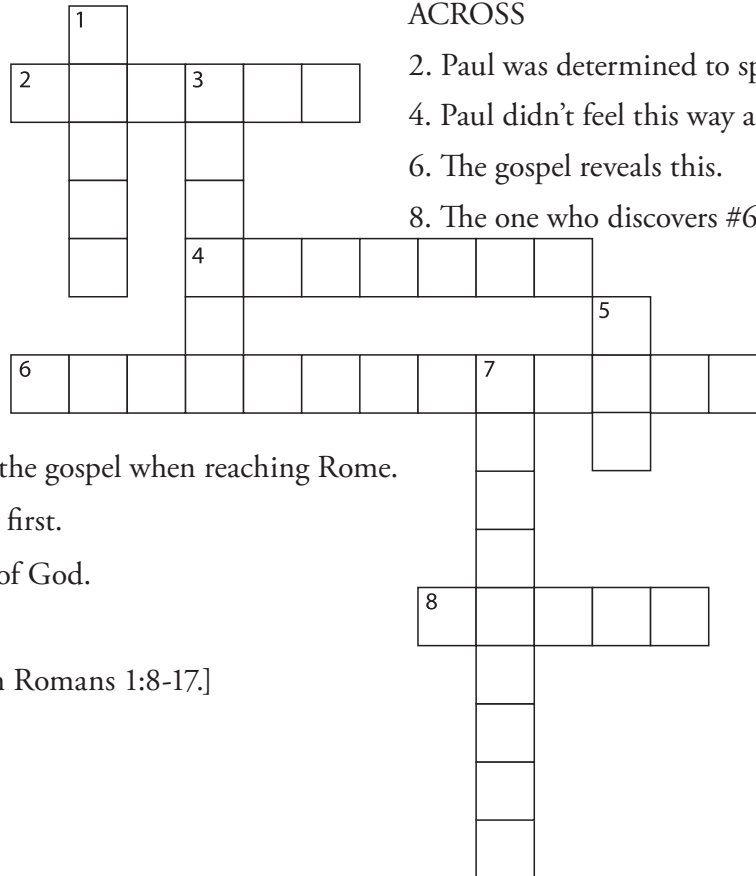 ACROSS
2. Paul was determined to
4. Paul didn’t feel this way
6. The gospel reveals this.
8. The one who discovers #6
1
2
3
4
5
6
7
8
the gospel when reaching Rome.
first.
of God.
Romans 1:8-17.]